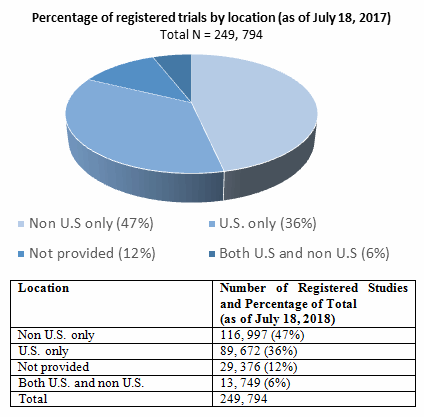 Percentage of registered trials by location (as of July 18, 2017)
Total N = 249, 794
Non U.S only (47%)
U.S. only (36%)
Not provided (12%)
Both U.S and non U.S (6%)
Location Number of Registered Studies
and Percentage of Total
(as of July 18, 2018)
Non U.S. only 116, 997 (47%)
U.S. only 89, 672 (36%)
Not provided 29, 376 (12%)
Both U.S. and non U.S. 13, 749 (6%)
Total 249, 794